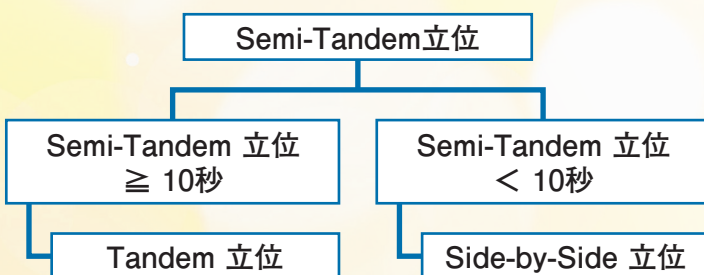 Semi-Tandem立位
Semi-Tandem 立位
≧ 10秒
Semi-Tandem 立位
< 10秒
Tandem 立位
Side-by-Side 立位